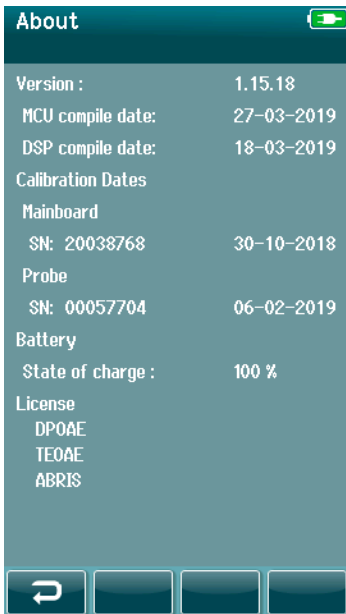 About
Version : 1.15.18
MCU compile date: 27-03-2019
DSP compile date: 18-03-2019
Calibration Dates
Mainboard
SN: 20038768 30-10-2018
Probe
SN: 00057704 06-02-2019
Battery
State of charge : 100 %
License
DPOAE
TEOAE
ABRIS